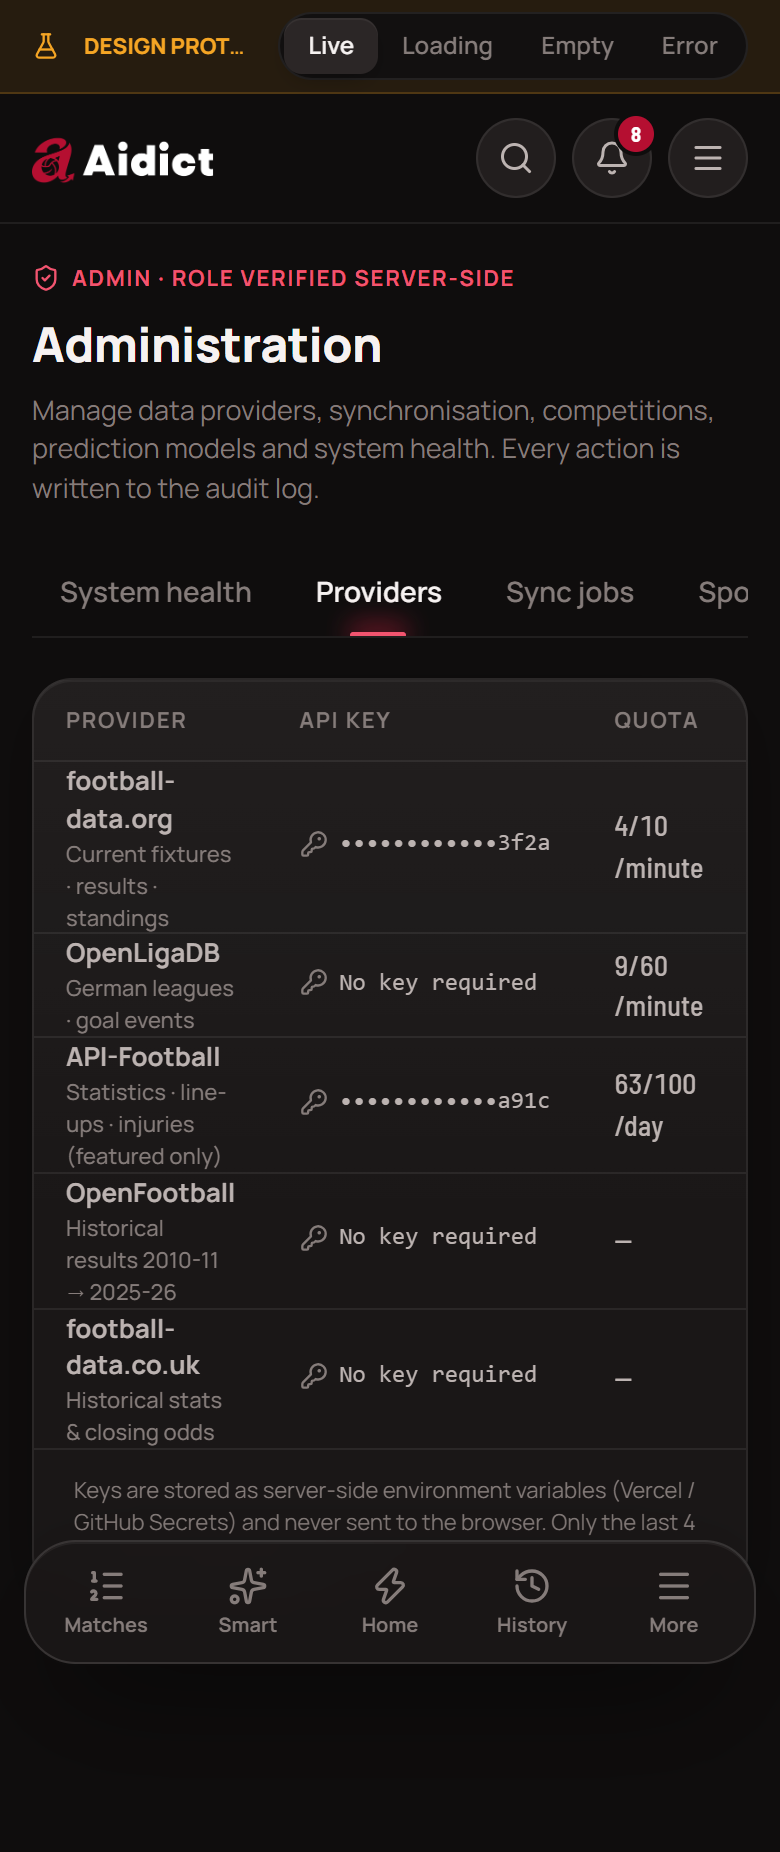 DESIGN PROT…
Live
Loading
Empty
Error
Aidict
8
ADMIN · ROLE VERIFIED SERVER-SIDE
Administration
Manage data providers, synchronisation, competitions,
prediction models and system health. Every action is
written to the audit log.
System health
Providers
Sync jobs
Spo
PROVIDER
API KEY
QUOTA
football-
data.org
Current fixtures
· results ·
standings
••••••••••••3f2a
4/10
/minute
OpenLigaDB
German leagues
· goal events
No key required
9/60
/minute
API-Football
Statistics · line-
ups · injuries
(featured only)
••••••••••••a91c
63/100
/day
OpenFootball
Historical
results 2010-11
→ 2025-26
No key required
—
football-
data.co.uk
Historical stats
& closing odds
No key required
—
Keys are stored as server-side environment variables (Vercel /
GitHub Secrets) and never sent to the browser. Only the last 4
Matches
Smart
Home
History
More